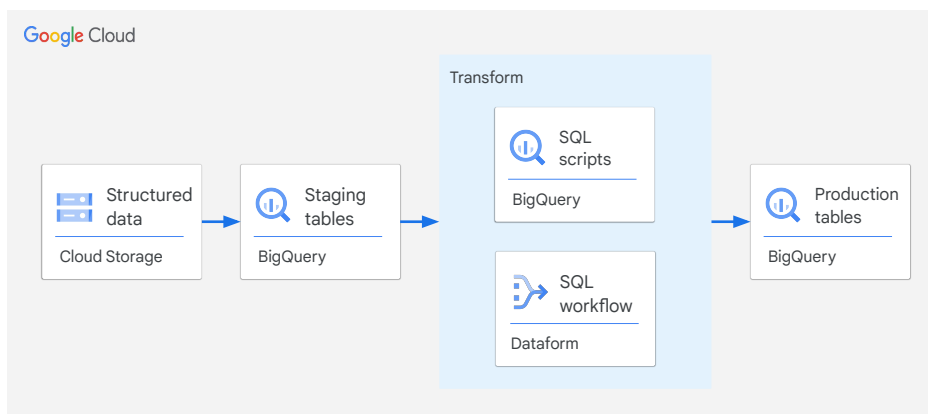 Google Cloud
Transform
SQL
scripts
BigQuery
Structured
data
Cloud Storage
Staging
tables
BigQuery
SQL
workflow
Dataform
Production
tables
BigQuery